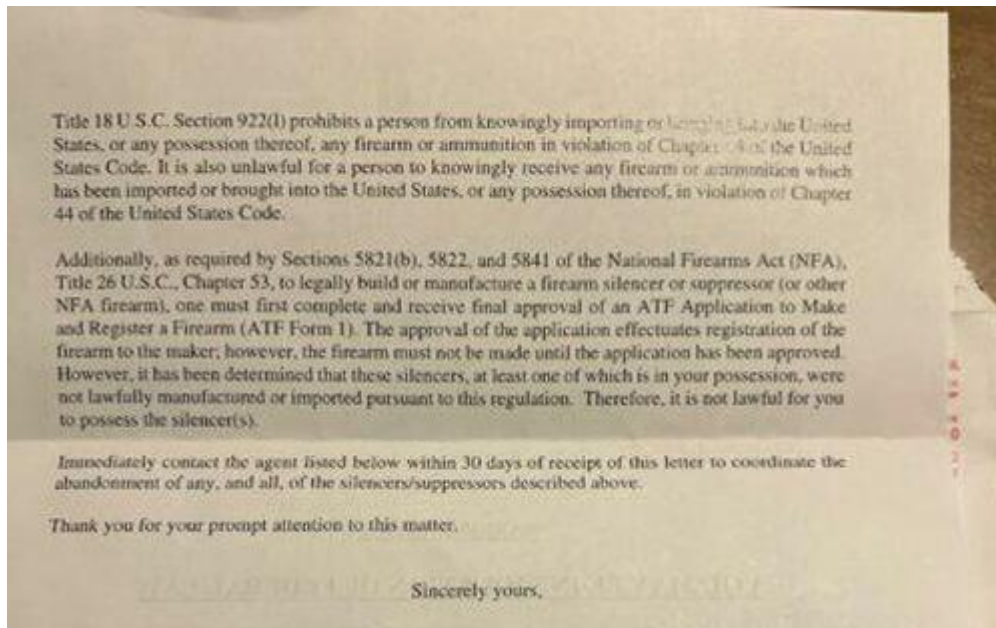 Title 18 U.S.C. Section 922(l) prohibits a person from knowingly importing or bringing into the United
States, or any possession thereof, any firearm or ammunition in violation of Chapter 44 of the United
States Code. It is also unlawful for a person to knowingly receive any firearm or ammunition which
has been imported or brought into the United States, or any possession thereof, in violation of Chapter
44 of the United States Code.
Additionally, as required by Sections 5821(b), 5822, and 5841 of the National Firearms Act (NFA),
Title 26 U.S.C., Chapter 53, to legally build or manufacture a firearm silencer or suppressor (or other
NFA firearm), one must first complete and receive final approval of an ATF Application to Make
and Register a Firearm (ATF Form 1). The approval of the application effectuates registration of the
firearm to the maker; however, the firearm must not be made until the application has been approved.
However, it has been determined that these silencers, at least one of which is in your possession, were
not lawfully manufactured or imported pursuant to this regulation. Therefore, it is not lawful for you
to possess the silencer(s).
Immediately contact the agent listed below within 30 days of receipt of this letter to coordinate the
abandonment of any, and all, of the silencers/suppressors described above.
Thank you for your prompt attention to this matter.
Sincerely yours,